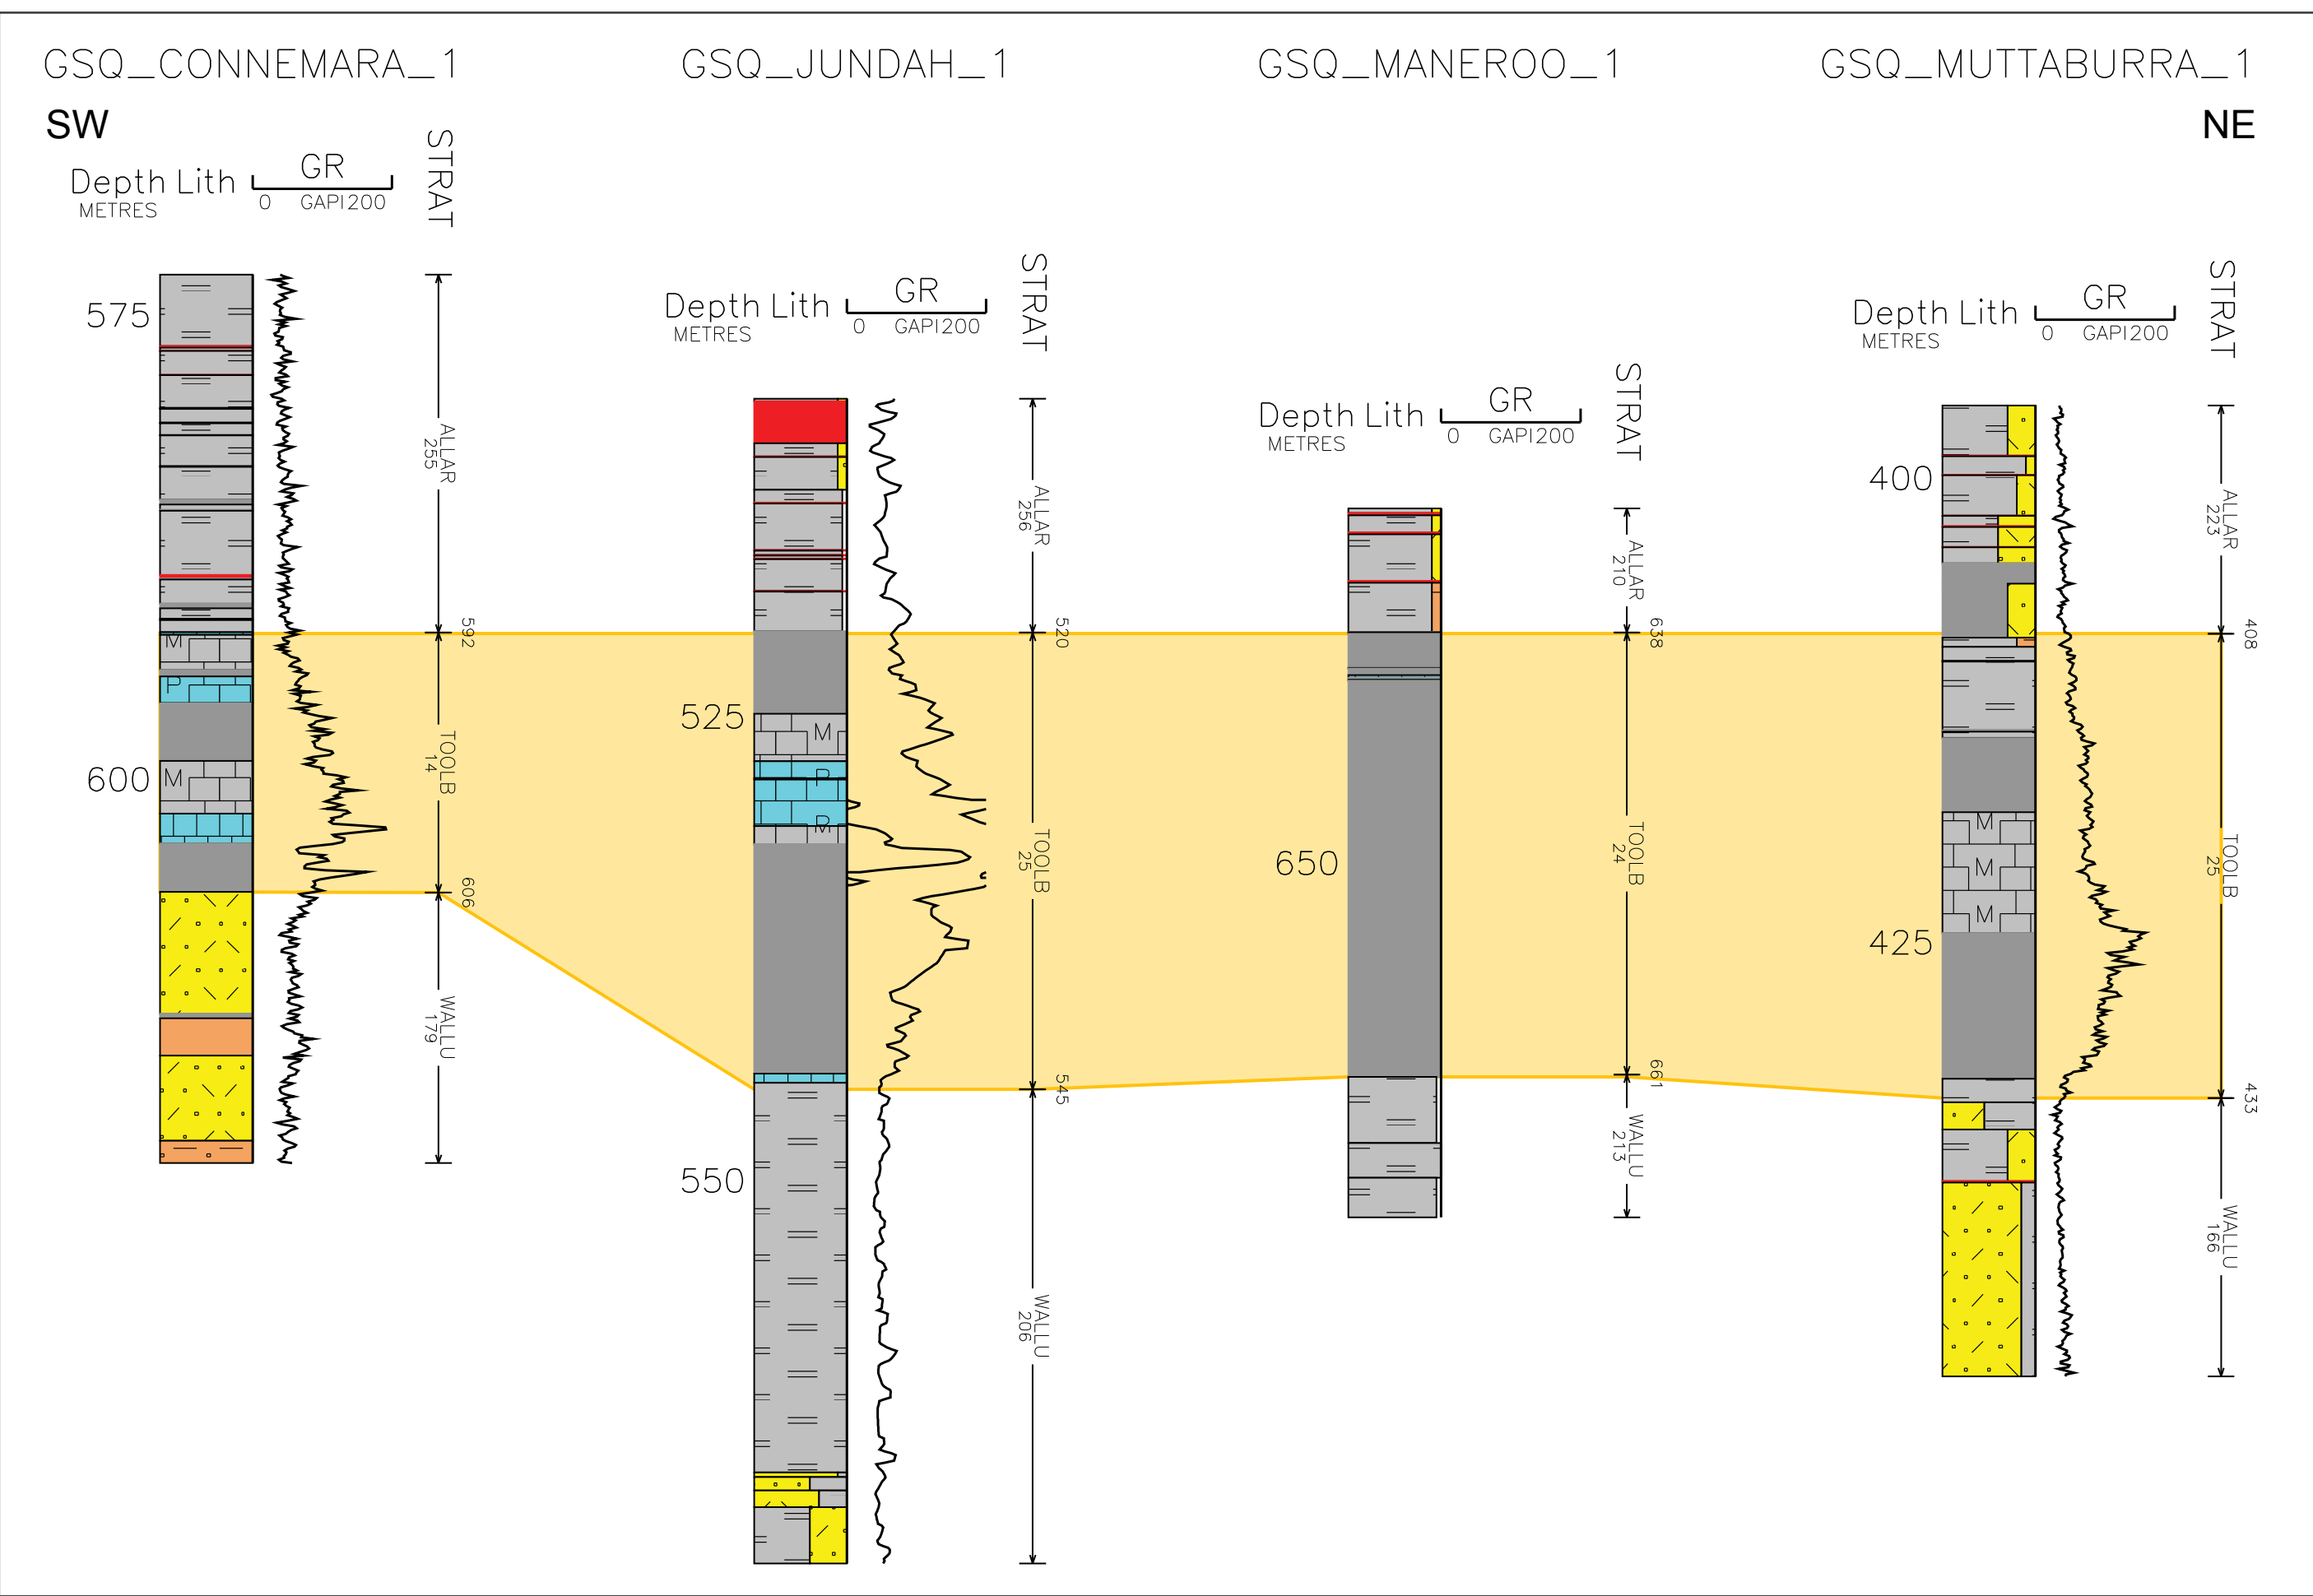 GSQ_CONNEMARA_1
SW
Depth Lith
METRES
GR
0 GAPI 200
STRAT
575
600
ALLAR
255
592
TOOLB
14
606
WALLU
179
M
P
M
GSQ_JUNDAH_1
Depth Lith
METRES
GR
0 GAPI 200
STRAT
525
550
ALLAR
256
520
TOOLB
25
545
WALLU
206
M
P
P
M
GSQ_MANEROO_1
Depth Lith
METRES
GR
0 GAPI 200
STRAT
650
ALLAR
210
638
TOOLB
24
661
WALLU
213
GSQ_MUTTABURRA_1
NE
Depth Lith
METRES
GR
0 GAPI 200
STRAT
400
425
ALLAR
223
408
TOOLB
25
433
WALLU
166
M
M
M